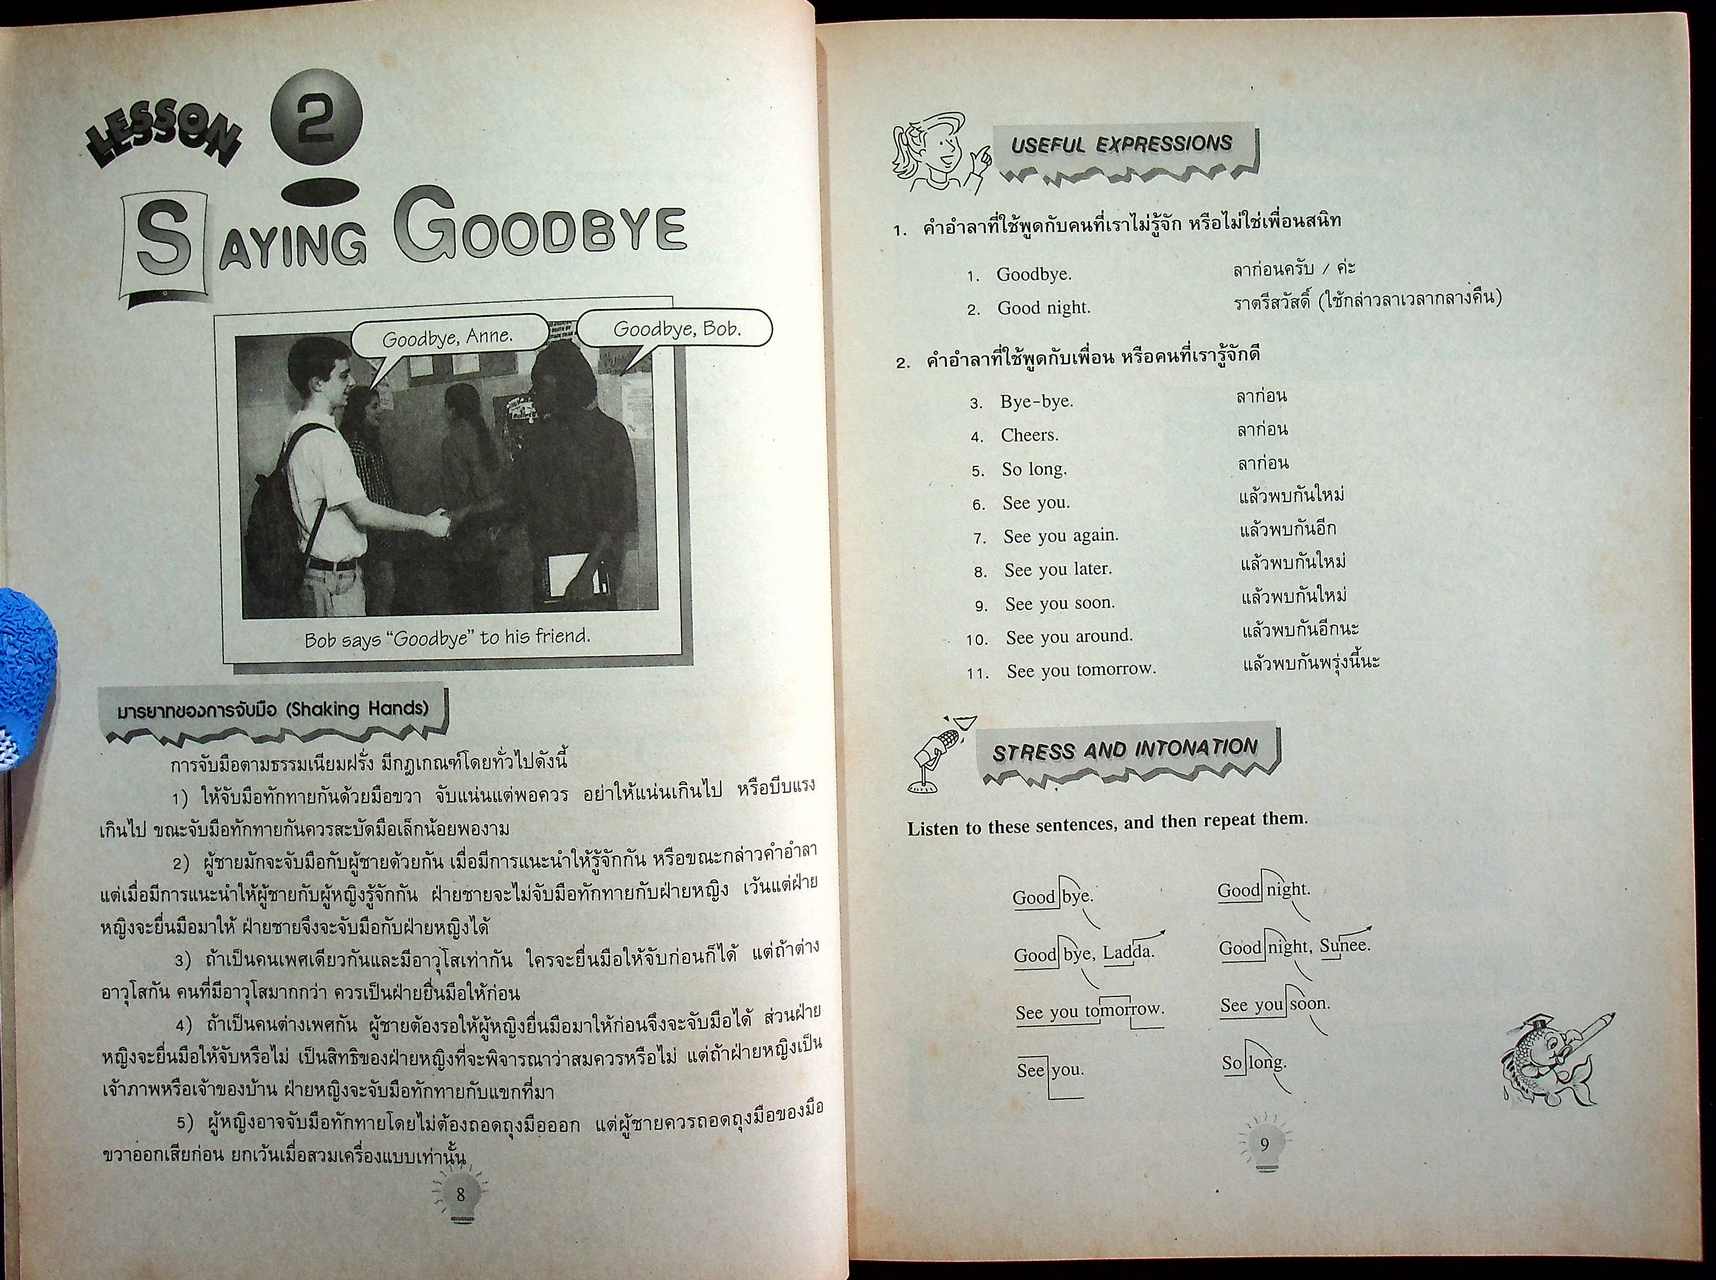 LESSON 2
SAYING GOODBYE
Goodbye, Anne.
Goodbye, Bob.
Bob says “Goodbye” to his friend.
มารยาทของการจับมือ (Shaking Hands)
การจับมือตามธรรมเนียมฝรั่ง มีกฎเกณฑ์โดยทั่วไปดังนี้
1) ให้จับมือทักทายกันด้วยมือขวา จับแน่นแต่พอควร อย่าให้แน่นเกินไป หรือบีบแรง
เกินไป ขณะจับมือทักทายกันควรสะบัดมือเล็กน้อยพองาม
2) ผู้ชายมักจะจับมือกับผู้ชายด้วยกัน เมื่อมีการแนะนำให้รู้จักกัน หรือขณะกล่าวคำอำลา
แต่เมื่อมีการแนะนำให้ผู้ชายกับผู้หญิงรู้จักกัน ฝ่ายชายจะไม่จับมือทักทายกับฝ่ายหญิง เว้นแต่ฝ่าย
หญิงจะยื่นมือมาให้ ฝ่ายชายจึงจะจับมือกับฝ่ายหญิงได้
3) ถ้าเป็นคนเพศเดียวกันและมีอาวุโสเท่ากัน ใครจะยื่นมือให้จับก่อนก็ได้ แต่ถ้าต่าง
อาวุโสกัน คนที่มีอาวุโสมากกว่า ควรเป็นฝ่ายยื่นมือให้ก่อน
4) ถ้าเป็นคนต่างเพศกัน ผู้ชายต้องรอให้ผู้หญิงยื่นมือมาให้ก่อนจึงจะจับมือได้ ส่วนฝ่าย
หญิงจะยื่นมือให้จับหรือไม่ เป็นสิทธิของฝ่ายหญิงที่จะพิจารณาว่าสมควรหรือไม่ แต่ถ้าฝ่ายหญิงเป็น
เจ้าภาพหรือเจ้าของบ้าน ฝ่ายหญิงจะจับมือทักทายกับแขกที่มา
5) ผู้หญิงอาจจับมือทักทายโดยไม่ต้องถอดถุงมือออก แต่ผู้ชายควรถอดถุงมือของมือ
ขวาออกเสียก่อน ยกเว้นเมื่อสวมเครื่องแบบเท่านั้น
8
USEFUL EXPRESSIONS
1. คำอำลาที่ใช้พูดกับคนที่เราไม่รู้จัก หรือไม่ใช่เพื่อนสนิท
1. Goodbye. ลาก่อนครับ / ค่ะ
2. Good night. ราตรีสวัสดิ์ (ใช้กล่าวลาเวลากลางคืน)
2. คำอำลาที่ใช้พูดกับเพื่อน หรือคนที่เรารู้จักดี
3. Bye-bye. ลาก่อน
4. Cheers. ลาก่อน
5. So long. ลาก่อน
6. See you. แล้วพบกันใหม่
7. See you again. แล้วพบกันอีก
8. See you later. แล้วพบกันใหม่
9. See you soon. แล้วพบกันใหม่
10. See you around. แล้วพบกันอีกนะ
11. See you tomorrow. แล้วพบกันพรุ่งนี้นะ
STRESS AND INTONATION
Listen to these sentences, and then repeat them.
Good bye. Good night.
Good bye, Ladda. Good night, Sunee.
See you tomorrow. See you soon.
See you. So long.
9